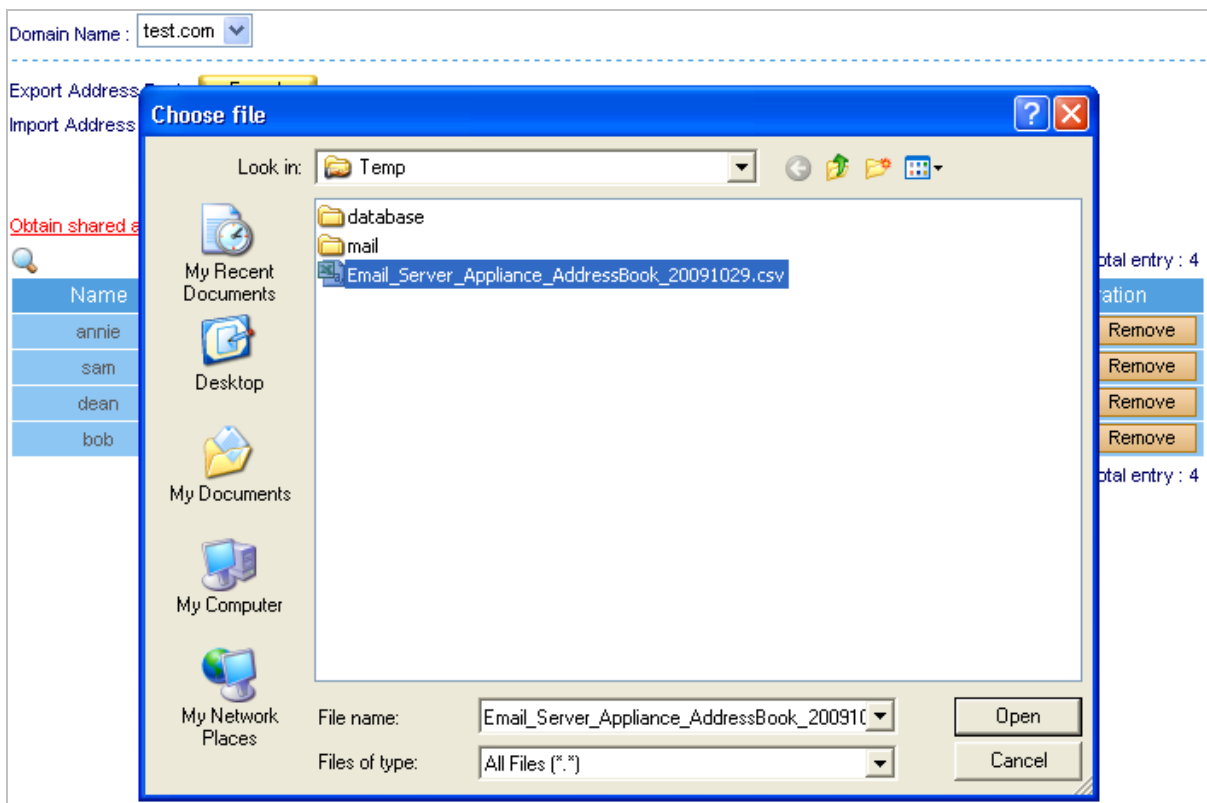 Domain Name : test.com
Export Address
Import Address
Choose file
Look in: Temp
database
mail
Email_Server_Appliance_AddressBook_20091029.csv
My Recent
Documents
Desktop
My Documents
My Computer
My Network
Places
Obtain shared a
otal entry : 4
Name
ation
annie
Remove
sam
Remove
dean
Remove
bob
Remove
otal entry : 4
File name: Email_Server_Appliance_AddressBook_20091
Open
Files of type: All Files (*.*)
Cancel